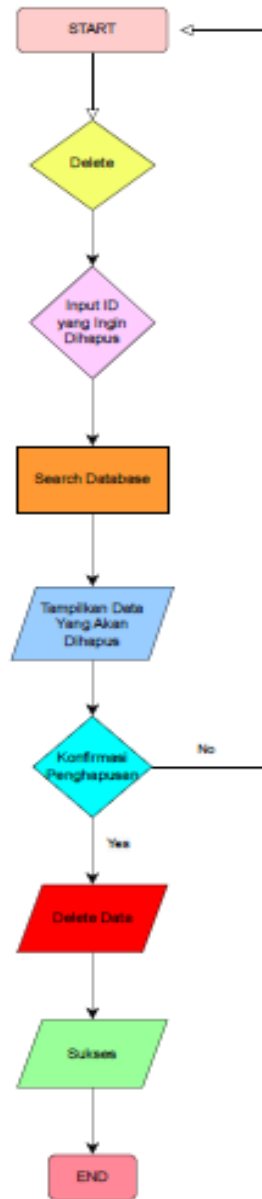 START
Delete
Input ID
yang Ingin
Dihapus
Search Database
Tampilkan Data
Yang Akan
Dihapus
Konfirmasi
Penghapusan
No
Yes
Delete Data
Sukses
END